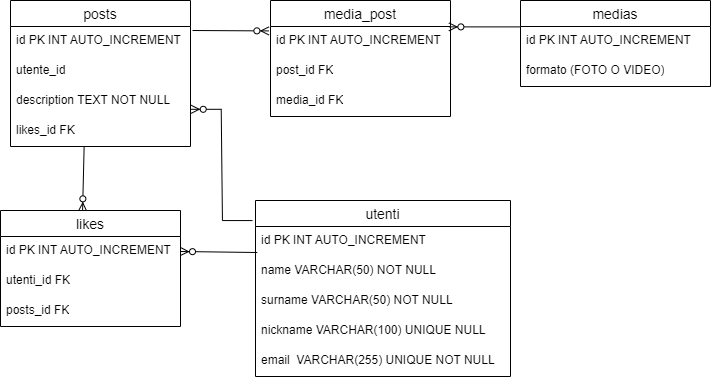 posts
id PK INT AUTO_INCREMENT
utente_id
description TEXT NOT NULL
likes_id FK
media_post
id PK INT AUTO_INCREMENT
post_id FK
media_id FK
medias
id PK INT AUTO_INCREMENT
formato (FOTO O VIDEO)
likes
id PK INT AUTO_INCREMENT
utenti_id FK
posts_id FK
utenti
id PK INT AUTO_INCREMENT
name VARCHAR(50) NOT NULL
surname VARCHAR(50) NOT NULL
nickname VARCHAR(100) UNIQUE NULL
email  VARCHAR(255) UNIQUE NOT NULL